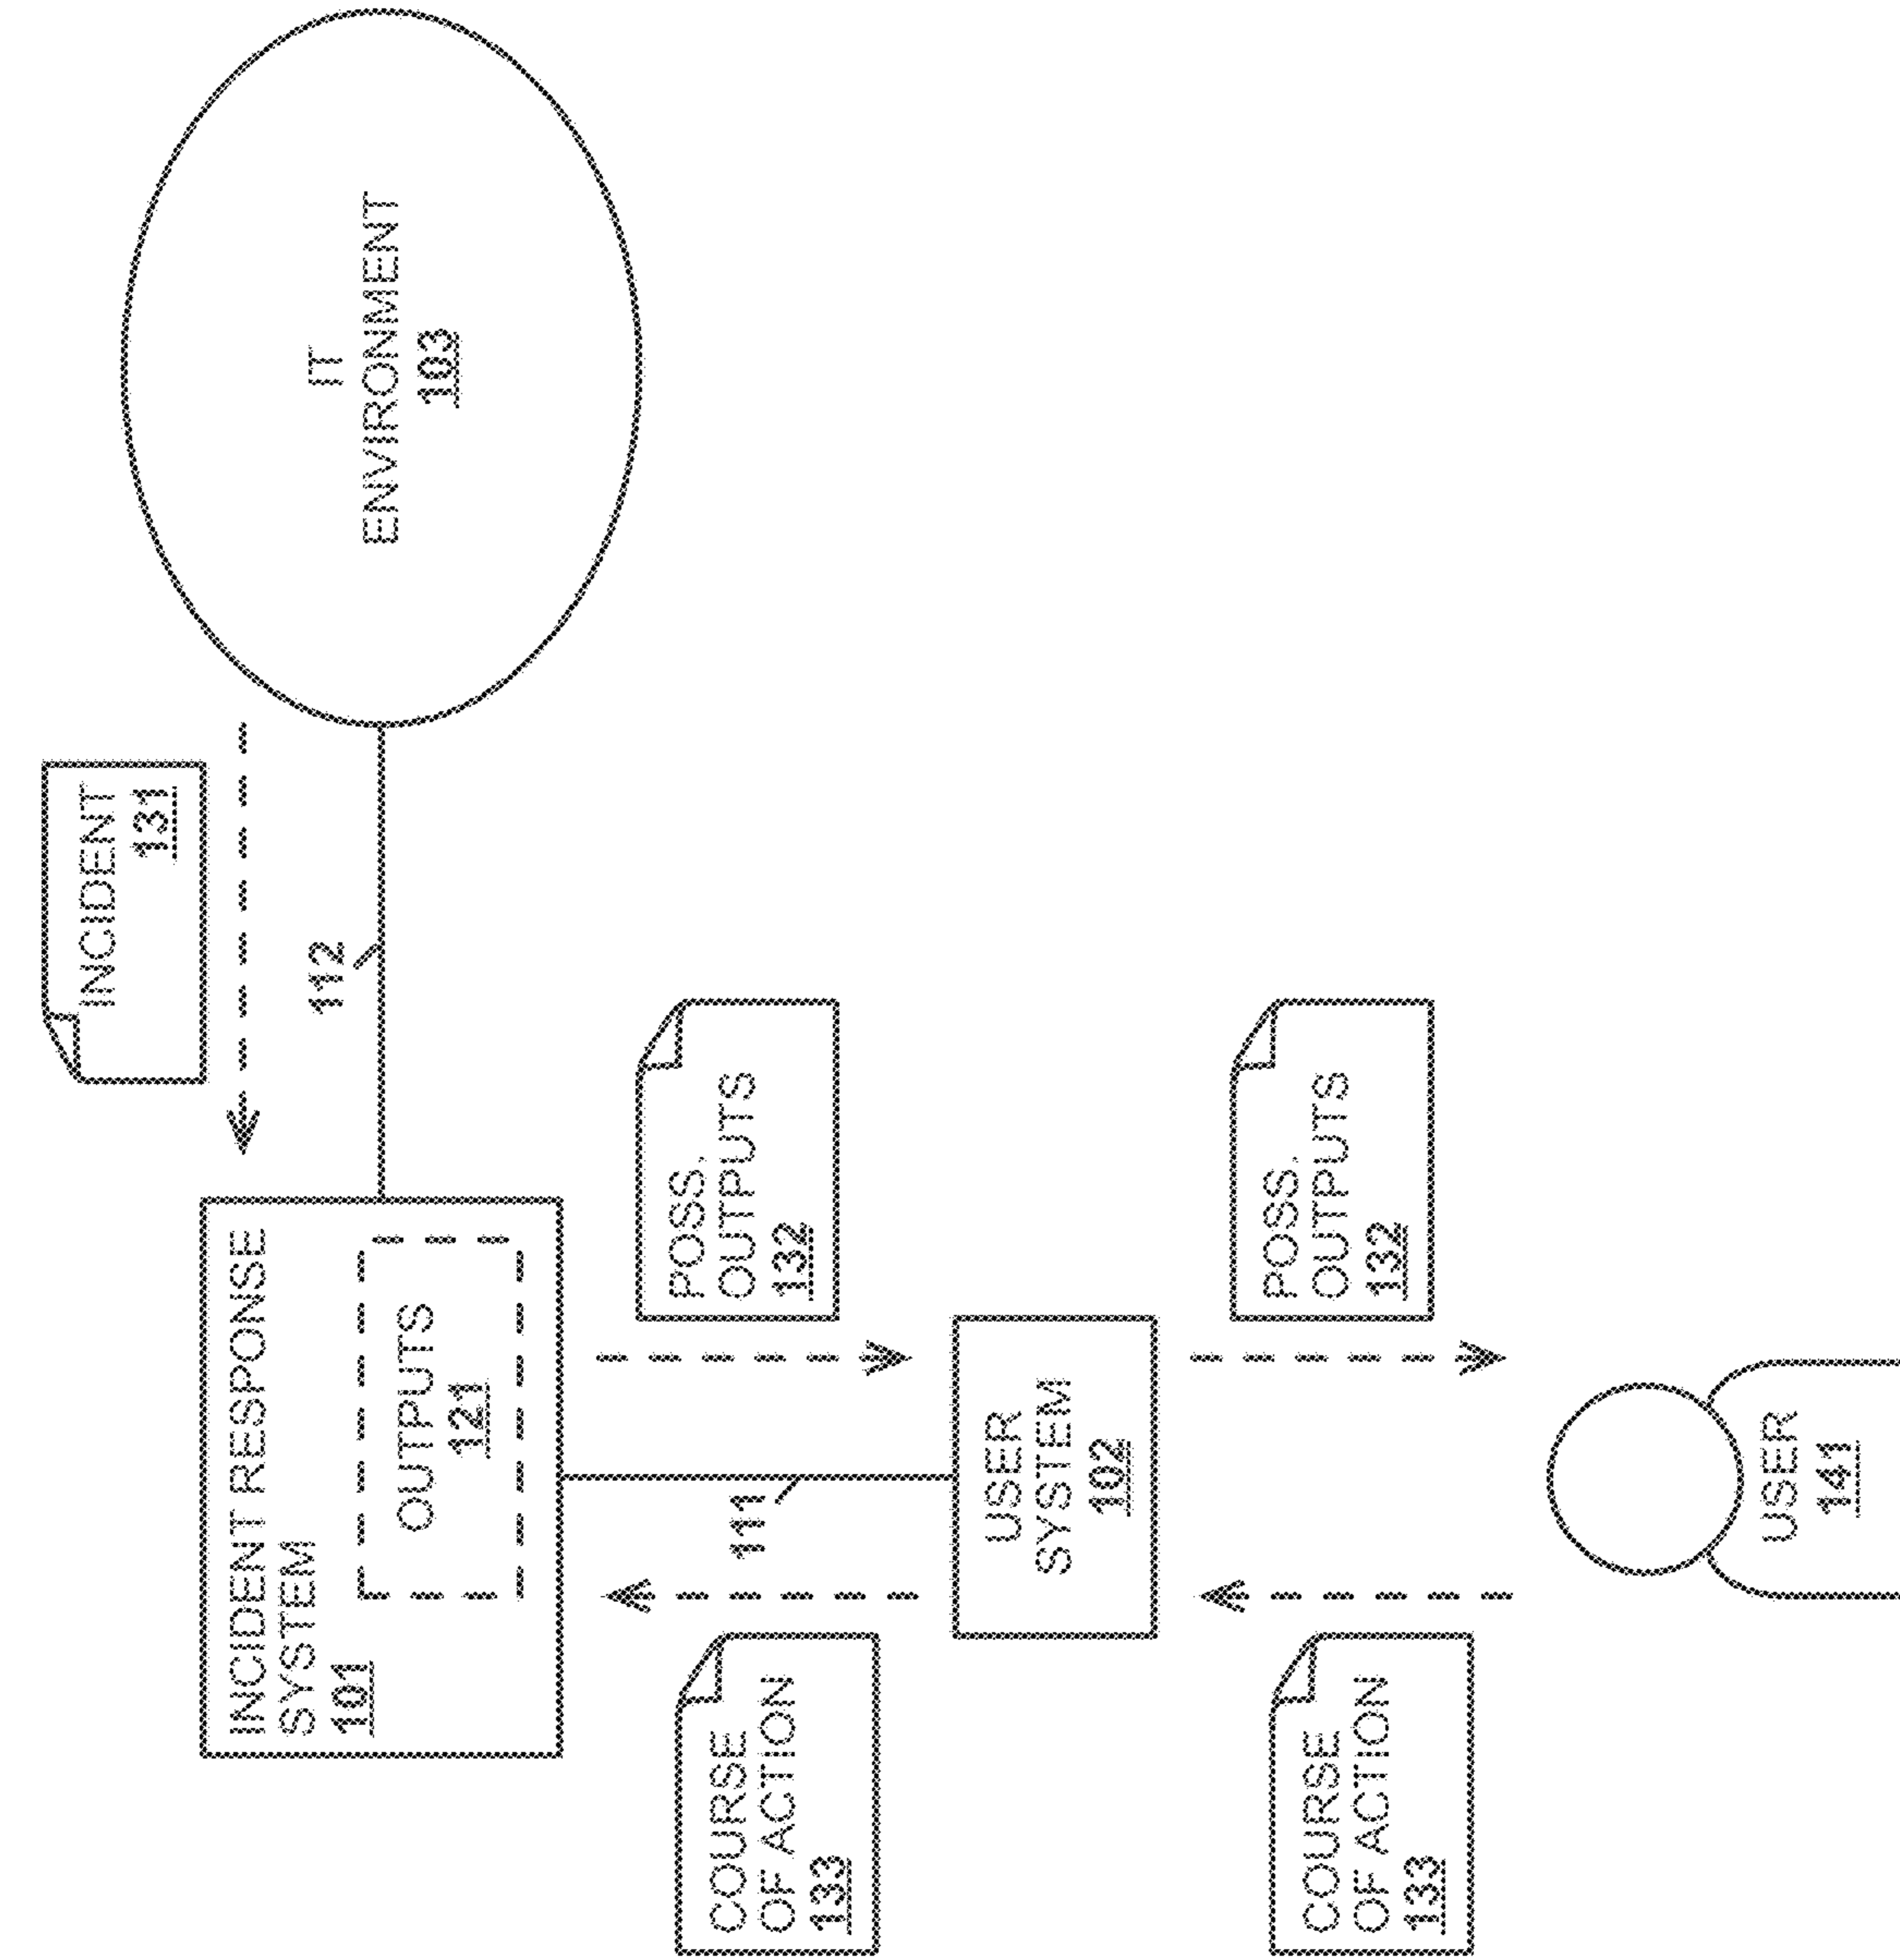 INCIDENT
131
IT
ENVIRONMENT
103
112
INCIDENT RESPONSE
SYSTEM
101
OUTPUTS
121
POSS.
OUTPUTS
132
111
COURSE
OF ACTION
133
USER
SYSTEM
102
POSS.
OUTPUTS
132
COURSE
OF ACTION
133
USER
141